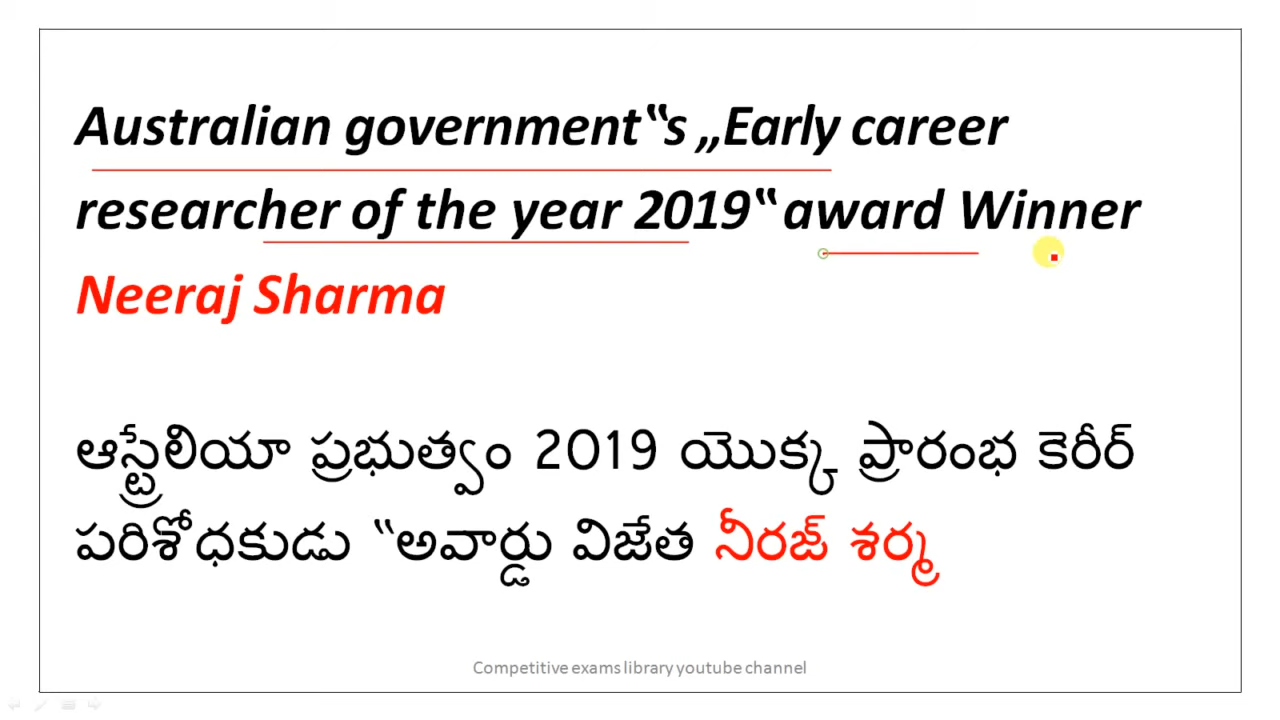 Australian government‟s „Early career
researcher of the year 2019‟ award Winner
Neeraj Sharma
ఆస్ట్రేలియా ప్రభుత్వం 2019 యొక్క ప్రారంభ కెరీర్
పరిశోధకుడు ‟అవార్డు విజేత నీరజ్ శర్మ
Competitive exams library youtube channel